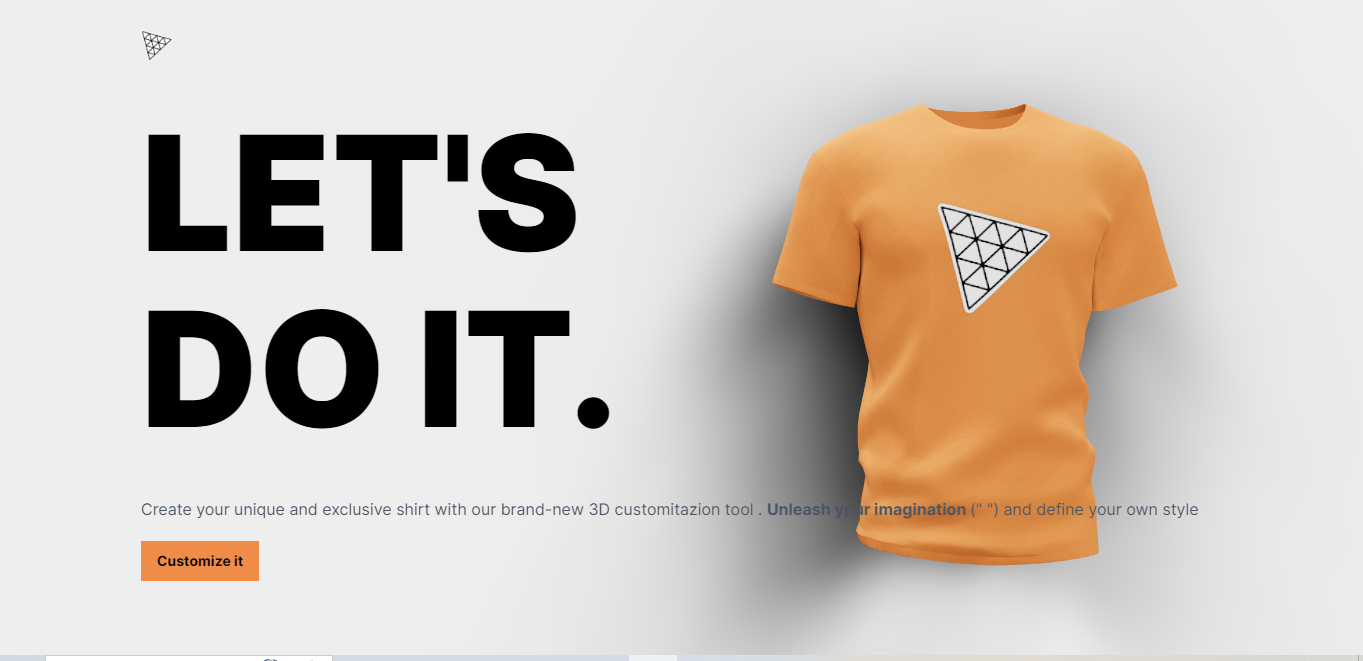 LET'S
DO IT.
Create your unique and exclusive shirt with our brand-new 3D customitazion tool . Unleash your imagination (" ") and define your own style
Customize it